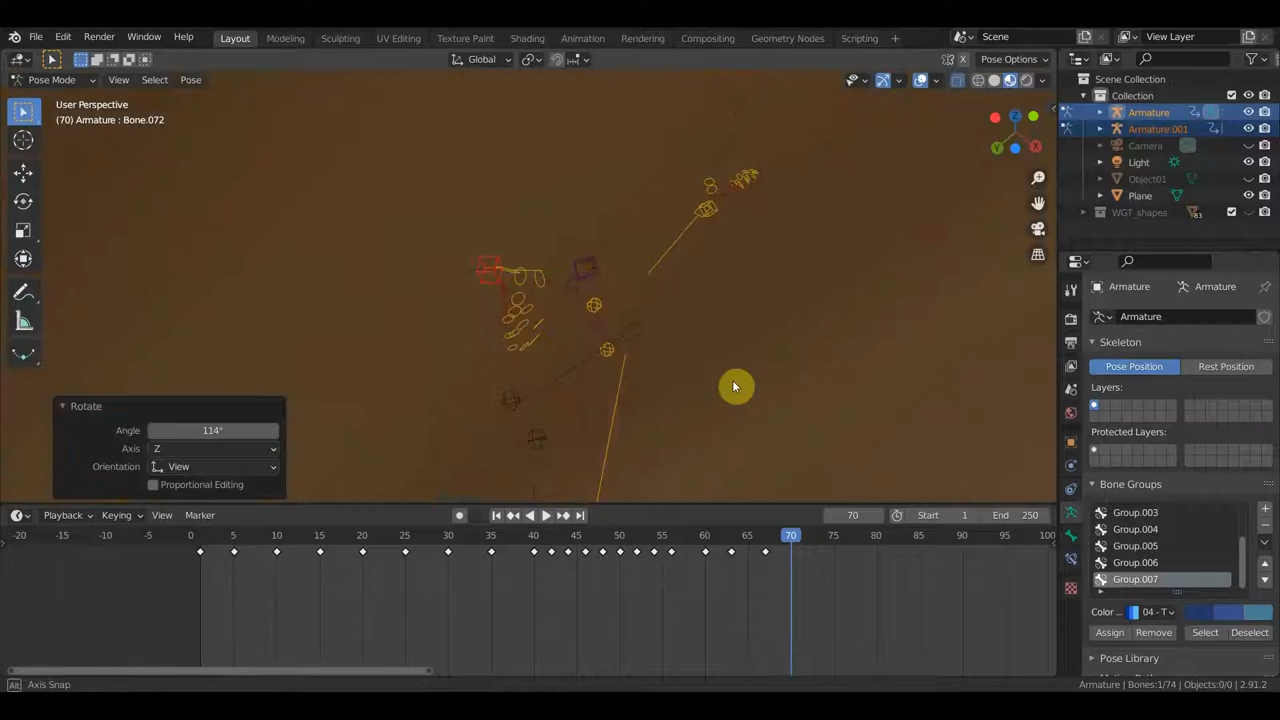 File Edit Render Window Help Layout Modeling Sculpting UV Editing Texture Paint Shading Animation Rendering Compositing Geometry Nodes Scripting + Scene View Layer
Global Pose Options
Pose Mode View Select Pose
User Perspective
(70) Armature : Bone.072
Z
Y
X
Scene Collection
Collection
Armature
Armature.001
Camera
Light
Object01
Plane
WGT_shapes 83
Armature Armature
Armature
Skeleton
Pose Position Rest Position
Layers:
Protected Layers:
Bone Groups
Group.003
Group.004
Group.005
Group.006
Group.007
Color ... 04 - T
Assign Remove Select Deselect
Pose Library
Rotate
Angle 114°
Axis Z
Orientation View
Proportional Editing
Playback Keying View Marker 70 Start 1 End 250
-20 -15 -10 -5 0 5 10 15 20 25 30 35 40 45 50 55 60 65 70 75 80 85 90 95 100
Alt Axis Snap
Armature | Bones:1/74 | Objects:0/0 | 2.91.2